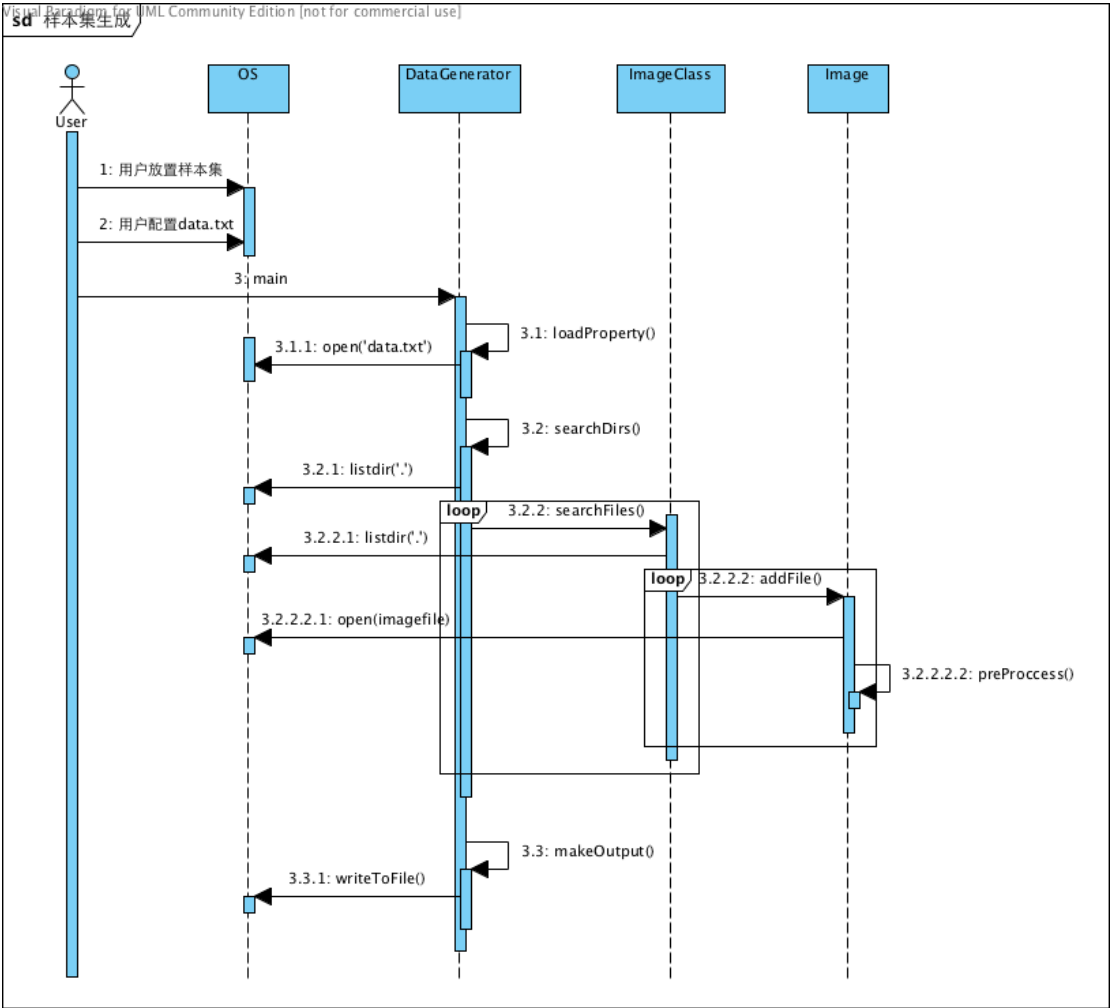 Visual Paradigm for UML Community Edition [not for commercial use]
sd 样本集生成
User
OS
DataGenerator
ImageClass
Image
1: 用户放置样本集
2: 用户配置data.txt
3: main
3.1: loadProperty()
3.1.1: open('data.txt')
3.2: searchDirs()
3.2.1: listdir('.')
loop
3.2.2: searchFiles()
3.2.2.1: listdir('.')
loop
3.2.2.2: addFile()
3.2.2.2.1: open(imagefile)
3.2.2.2.2: preProccess()
3.3: makeOutput()
3.3.1: writeToFile()